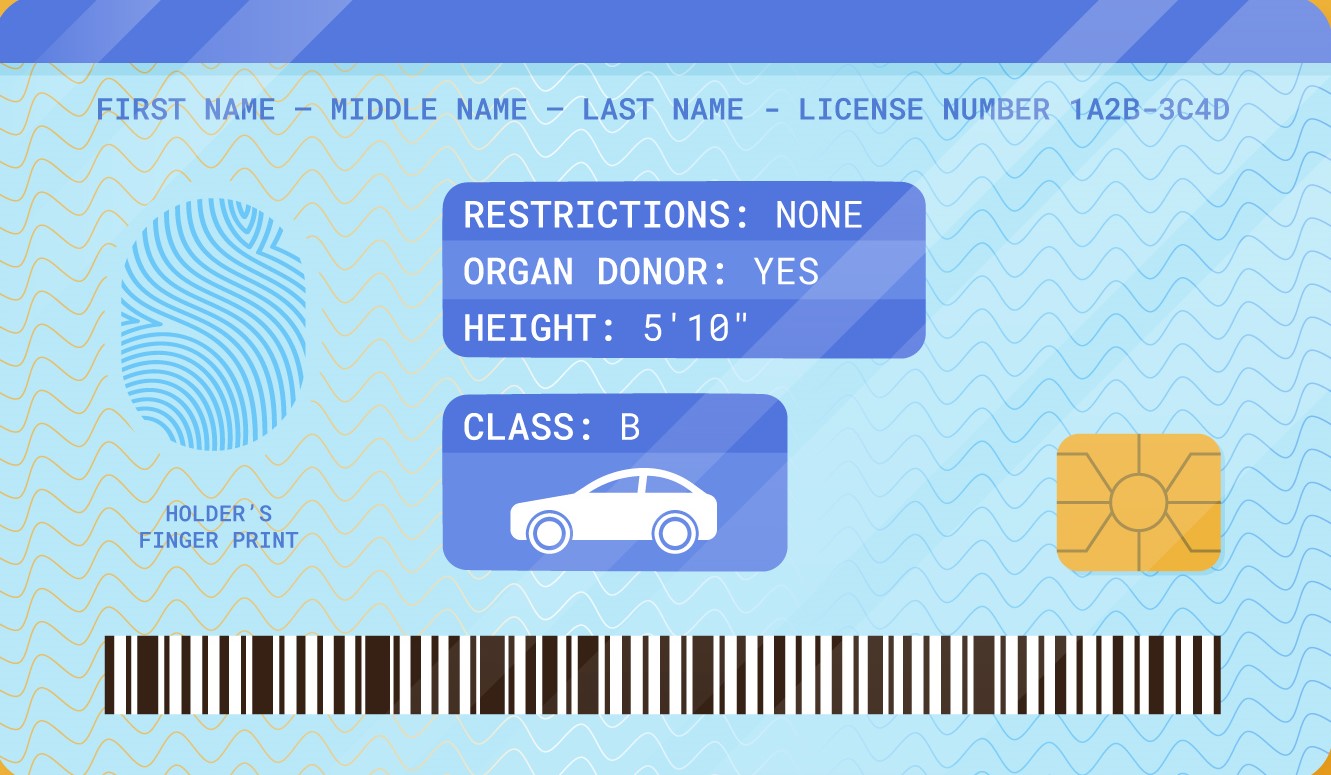 FIRST NAME – MIDDLE NAME – LAST NAME - LICENSE NUMBER 1A2B-3C4D
RESTRICTIONS: NONE
ORGAN DONOR: YES
HEIGHT: 5'10"
CLASS: B
HOLDER'S
FINGER PRINT